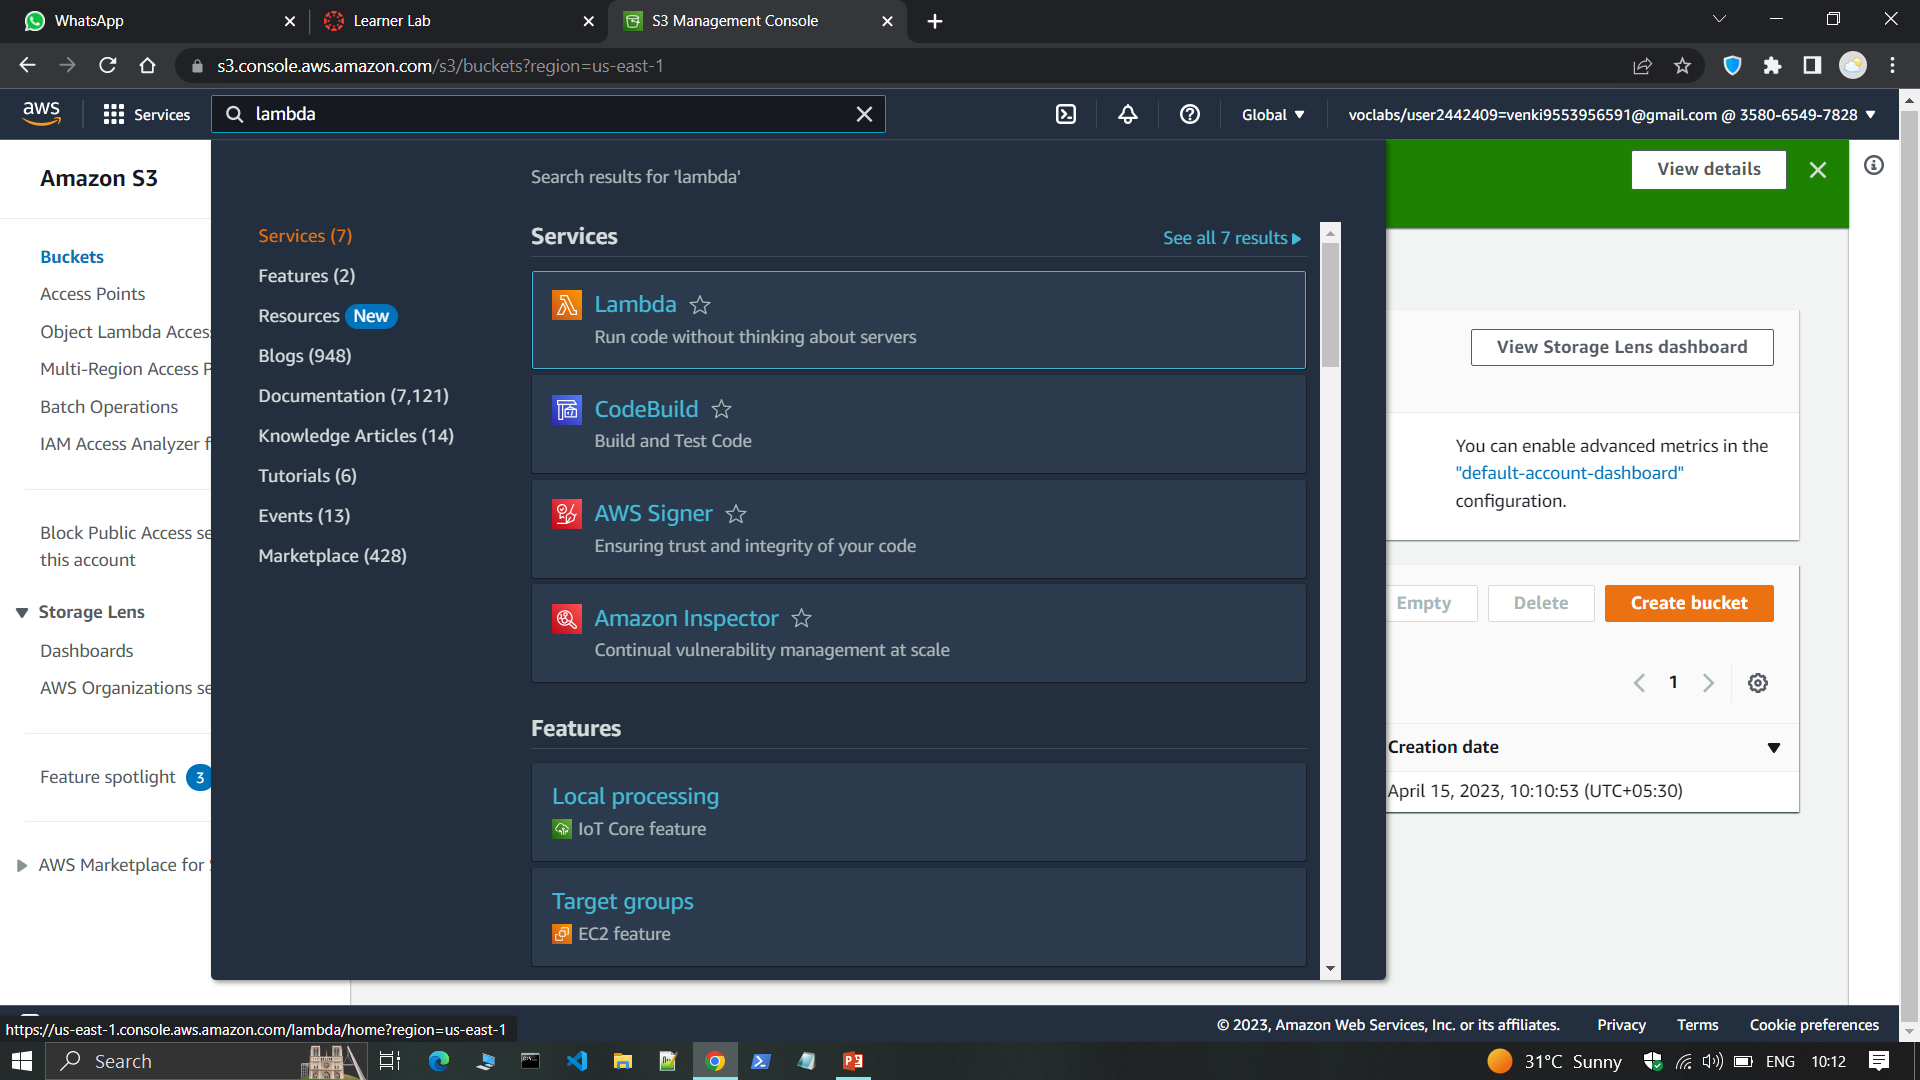 WhatsApp
Learner Lab
S3 Management Console
s3.console.aws.amazon.com/s3/buckets?region=us-east-1
aws
Services
lambda
Global
voclabs/user2442409=venki9553956591@gmail.com @ 3580-6549-7828
Amazon S3
Buckets
Access Points
Object Lambda Access
Multi-Region Access P
Batch Operations
IAM Access Analyzer f
Block Public Access se
this account
Storage Lens
Dashboards
AWS Organizations se
Feature spotlight 3
AWS Marketplace for S
Search results for 'lambda'
Services (7)
Features (2)
Resources New
Blogs (948)
Documentation (7,121)
Knowledge Articles (14)
Tutorials (6)
Events (13)
Marketplace (428)
Services
See all 7 results
Lambda
Run code without thinking about servers
CodeBuild
Build and Test Code
AWS Signer
Ensuring trust and integrity of your code
Amazon Inspector
Continual vulnerability management at scale
Features
Local processing
IoT Core feature
Target groups
EC2 feature
View details
View Storage Lens dashboard
You can enable advanced metrics in the
"default-account-dashboard"
configuration.
Empty
Delete
Create bucket
1
Creation date
April 15, 2023, 10:10:53 (UTC+05:30)
https://us-east-1.console.aws.amazon.com/lambda/home?region=us-east-1
© 2023, Amazon Web Services, Inc. or its affiliates.
Privacy
Terms
Cookie preferences
Search
31°C Sunny
ENG
10:12